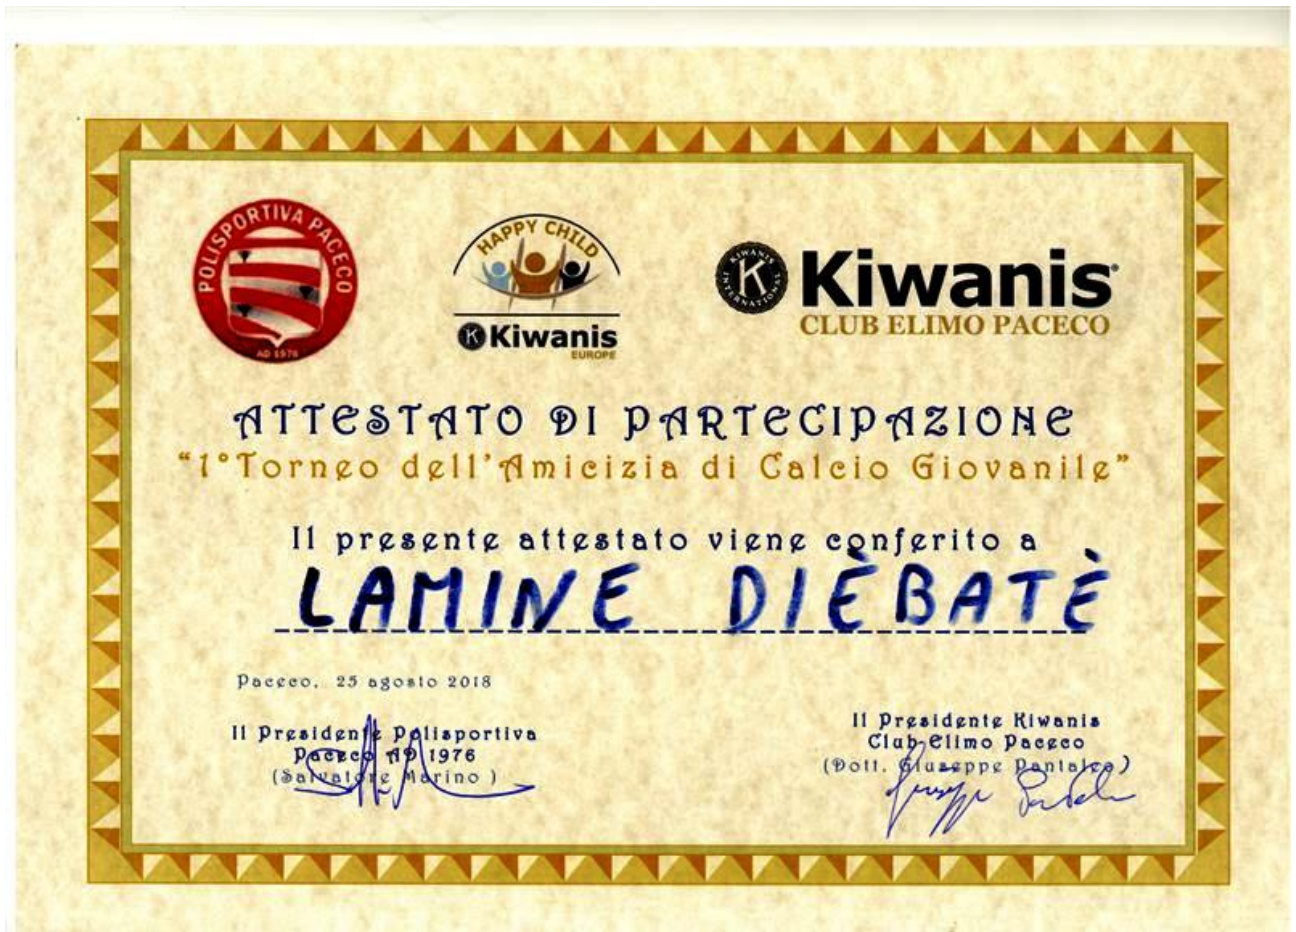 POLISPORTIVA PACECO
AD 1976
HAPPY CHILD
Kiwanis
EUROPE
KIWANIS INTERNATIONAL
K
Kiwanis
CLUB ELIMO PACECO
ATTESTATO DI PARTECIPAZIONE
“1°Torneo dell'Amicizia di Calcio Giovanile”
Il presente attestato viene conferito a
LAMINE DIÈBATÈ
Paceco, 25 agosto 2018
Il Presidente Polisportiva
Paceco AD 1976
(Salvatore Marino )
Il Presidente Kiwanis
Club Elimo Paceco
(Dott. Giuseppe Pantaleo)